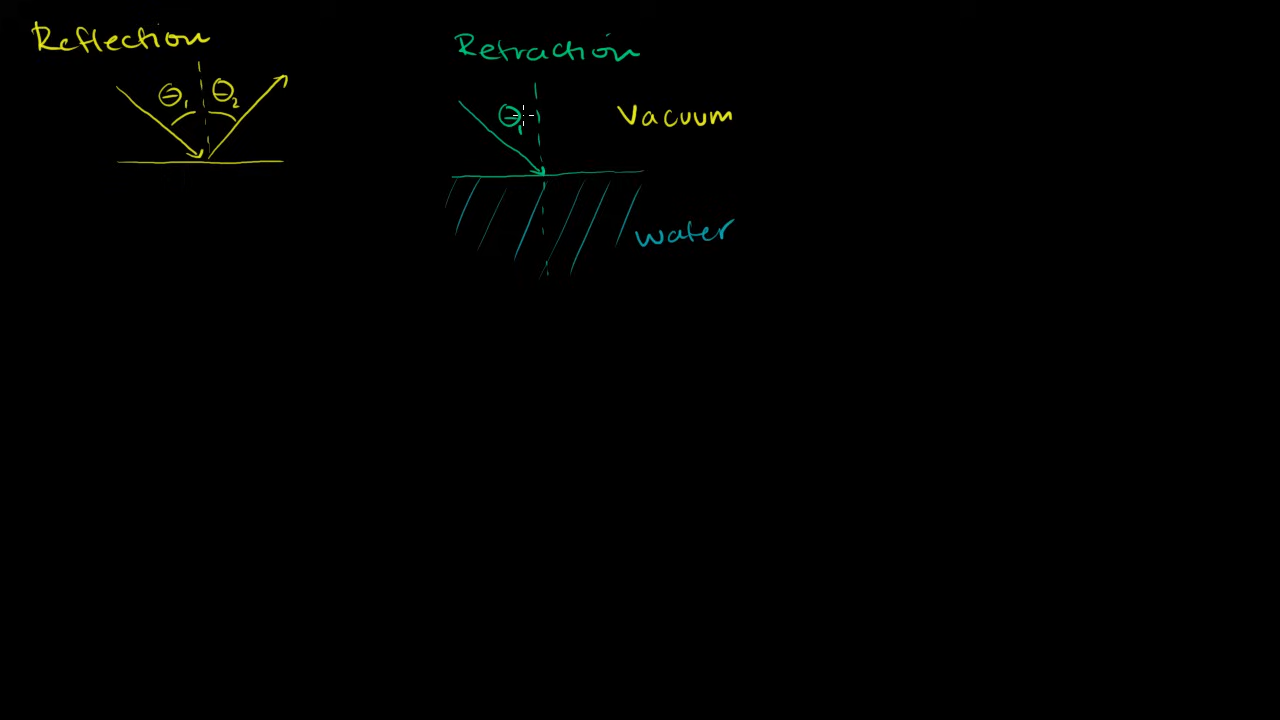 Reflection
θ₁ θ₂
Refraction
θ₁
Vacuum
water